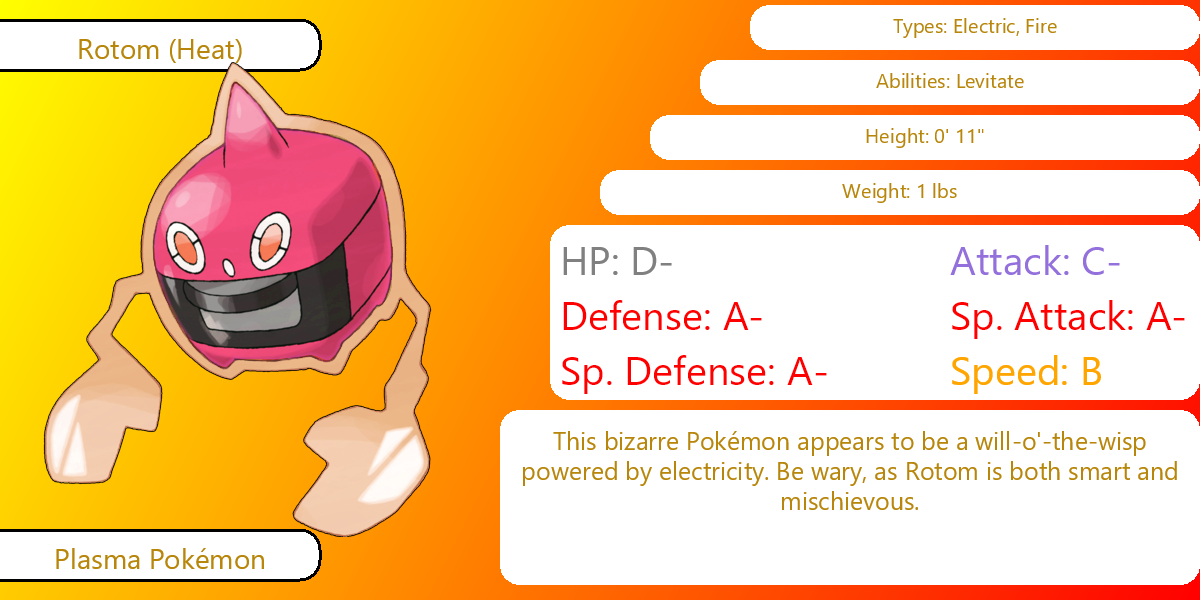 Rotom (Heat)
Types: Electric, Fire
Abilities: Levitate
Height: 0' 11"
Weight: 1 lbs
HP: D-
Attack: C-
Defense: A-
Sp. Attack: A-
Sp. Defense: A-
Speed: B
This bizarre Pokémon appears to be a will-o'-the-wisp
powered by electricity. Be wary, as Rotom is both smart and
mischievous.
Plasma Pokémon